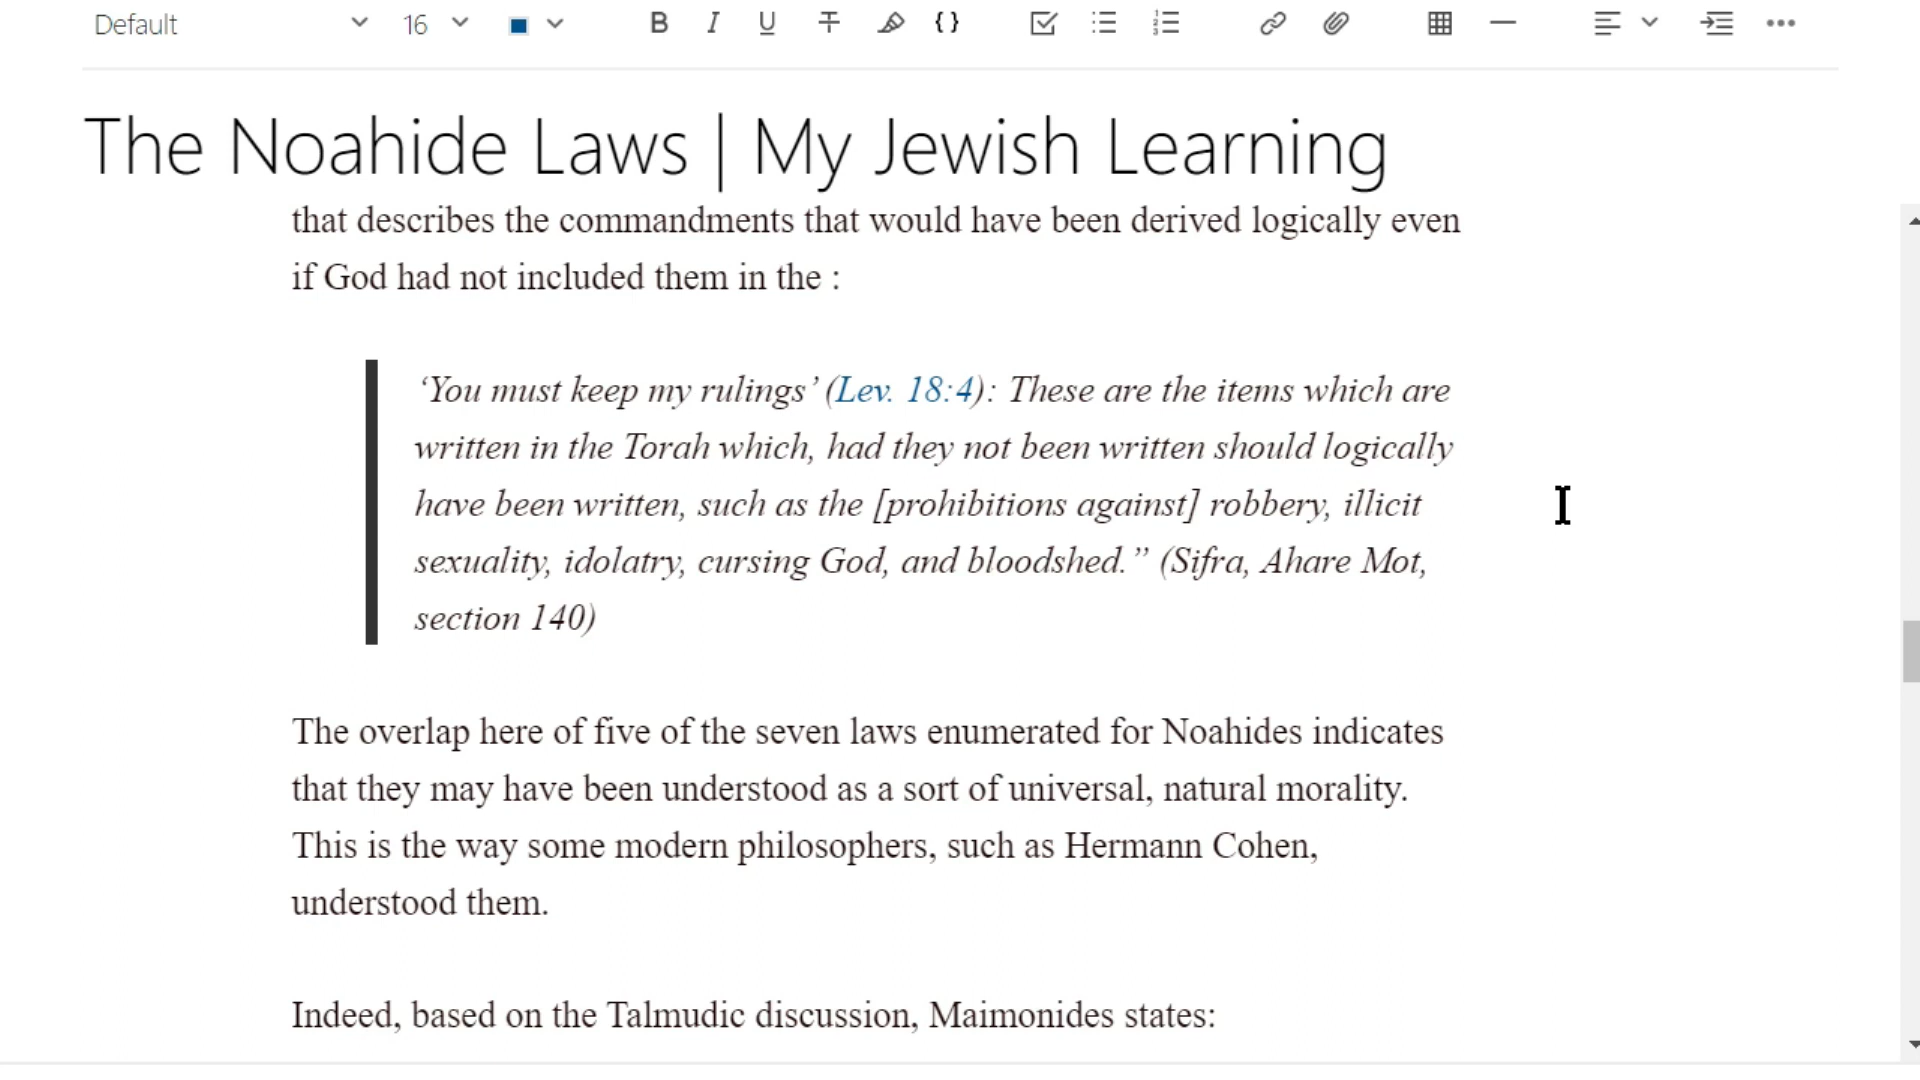 Default 16 B I U T { }
The Noahide Laws | My Jewish Learning
that describes the commandments that would have been derived logically even
if God had not included them in the :
‘You must keep my rulings’ (Lev. 18:4): These are the items which are
written in the Torah which, had they not been written should logically
have been written, such as the [prohibitions against] robbery, illicit
sexuality, idolatry, cursing God, and bloodshed.” (Sifra, Ahare Mot,
section 140)
The overlap here of five of the seven laws enumerated for Noahides indicates
that they may have been understood as a sort of universal, natural morality.
This is the way some modern philosophers, such as Hermann Cohen,
understood them.
Indeed, based on the Talmudic discussion, Maimonides states: